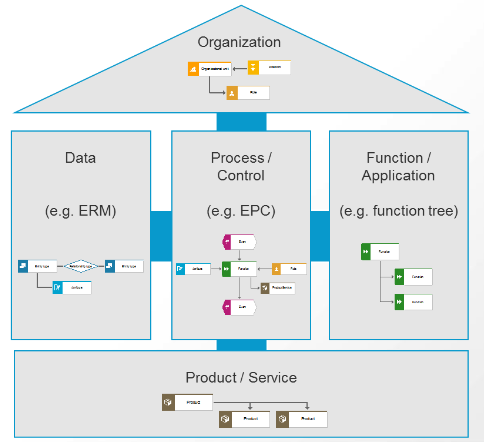 Organization
Organizational unit
Role
Data
(e.g. ERM)
Entity type
Relationship type
Entity type
Attribute
Process /
Control
(e.g. EPC)
Event
Attribute
Function
Role
Product/Service
Event
Function /
Application
(e.g. function tree)
Function
Function
Function
Product / Service
Product
Product
Product